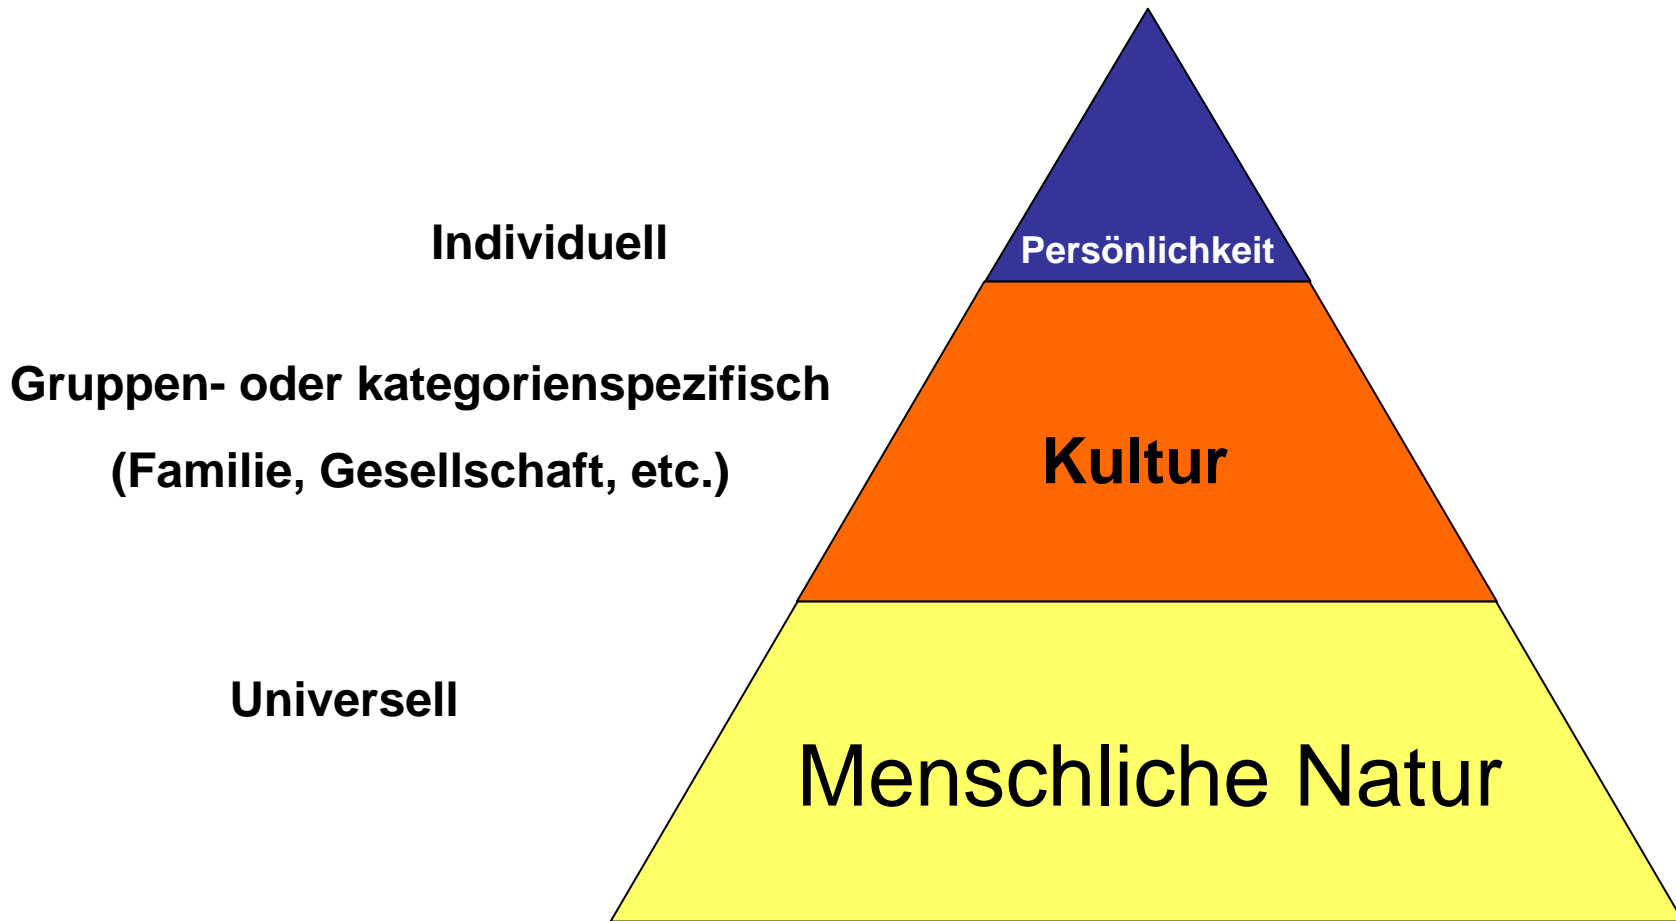 Individuell
Persönlichkeit
Gruppen- oder kategorienspezifisch
(Familie, Gesellschaft, etc.)
Kultur
Universell
Menschliche Natur